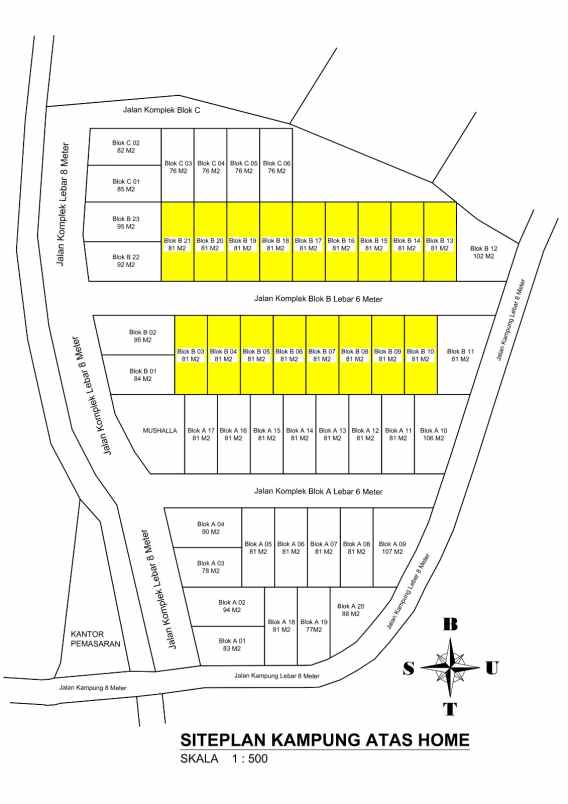 Jalan Komplek Blok C
Jalan Komplek Lebar 8 Meter
Blok C 02
82 M2
Blok C 01
85 M2
Blok C 03
76 M2
Blok C 04
76 M2
Blok C 05
76 M2
Blok C 06
76 M2
Blok B 23
95 M2
Blok B 22
92 M2
Blok B 21
81 M2
Blok B 20
81 M2
Blok B 19
81 M2
Blok B 18
81 M2
Blok B 17
81 M2
Blok B 16
81 M2
Blok B 15
81 M2
Blok B 14
81 M2
Blok B 13
81 M2
Blok B 12
102 M2
Jalan Komplek Blok B Lebar 6 Meter
Jalan Kampung Lebar 8 Meter
Jalan Komplek Lebar 8 Meter
Blok B 02
95 M2
Blok B 01
84 M2
Blok B 03
81 M2
Blok B 04
81 M2
Blok B 05
81 M2
Blok B 06
81 M2
Blok B 07
81 M2
Blok B 08
81 M2
Blok B 09
81 M2
Blok B 10
81 M2
Blok B 11
81 M2
MUSHALLA
Blok A 17
81 M2
Blok A 16
81 M2
Blok A 15
81 M2
Blok A 14
81 M2
Blok A 13
81 M2
Blok A 12
81 M2
Blok A 11
81 M2
Blok A 10
106 M2
Jalan Komplek Blok A Lebar 6 Meter
Jalan Komplek Lebar 8 Meter
Blok A 04
90 M2
Blok A 03
78 M2
Blok A 05
81 M2
Blok A 06
81 M2
Blok A 07
81 M2
Blok A 08
81 M2
Blok A 09
107 M2
Jalan Kampung Lebar 8 Meter
Blok A 02
94 M2
Blok A 01
83 M2
Blok A 18
91 M2
Blok A 19
77M2
Blok A 20
88 M2
KANTOR
PEMASARAN
Jalan Kampung 8 Meter
Jalan Kampung Lebar 8 Meter
B
S
U
T
SITEPLAN KAMPUNG ATAS HOME
SKALA 1 : 500